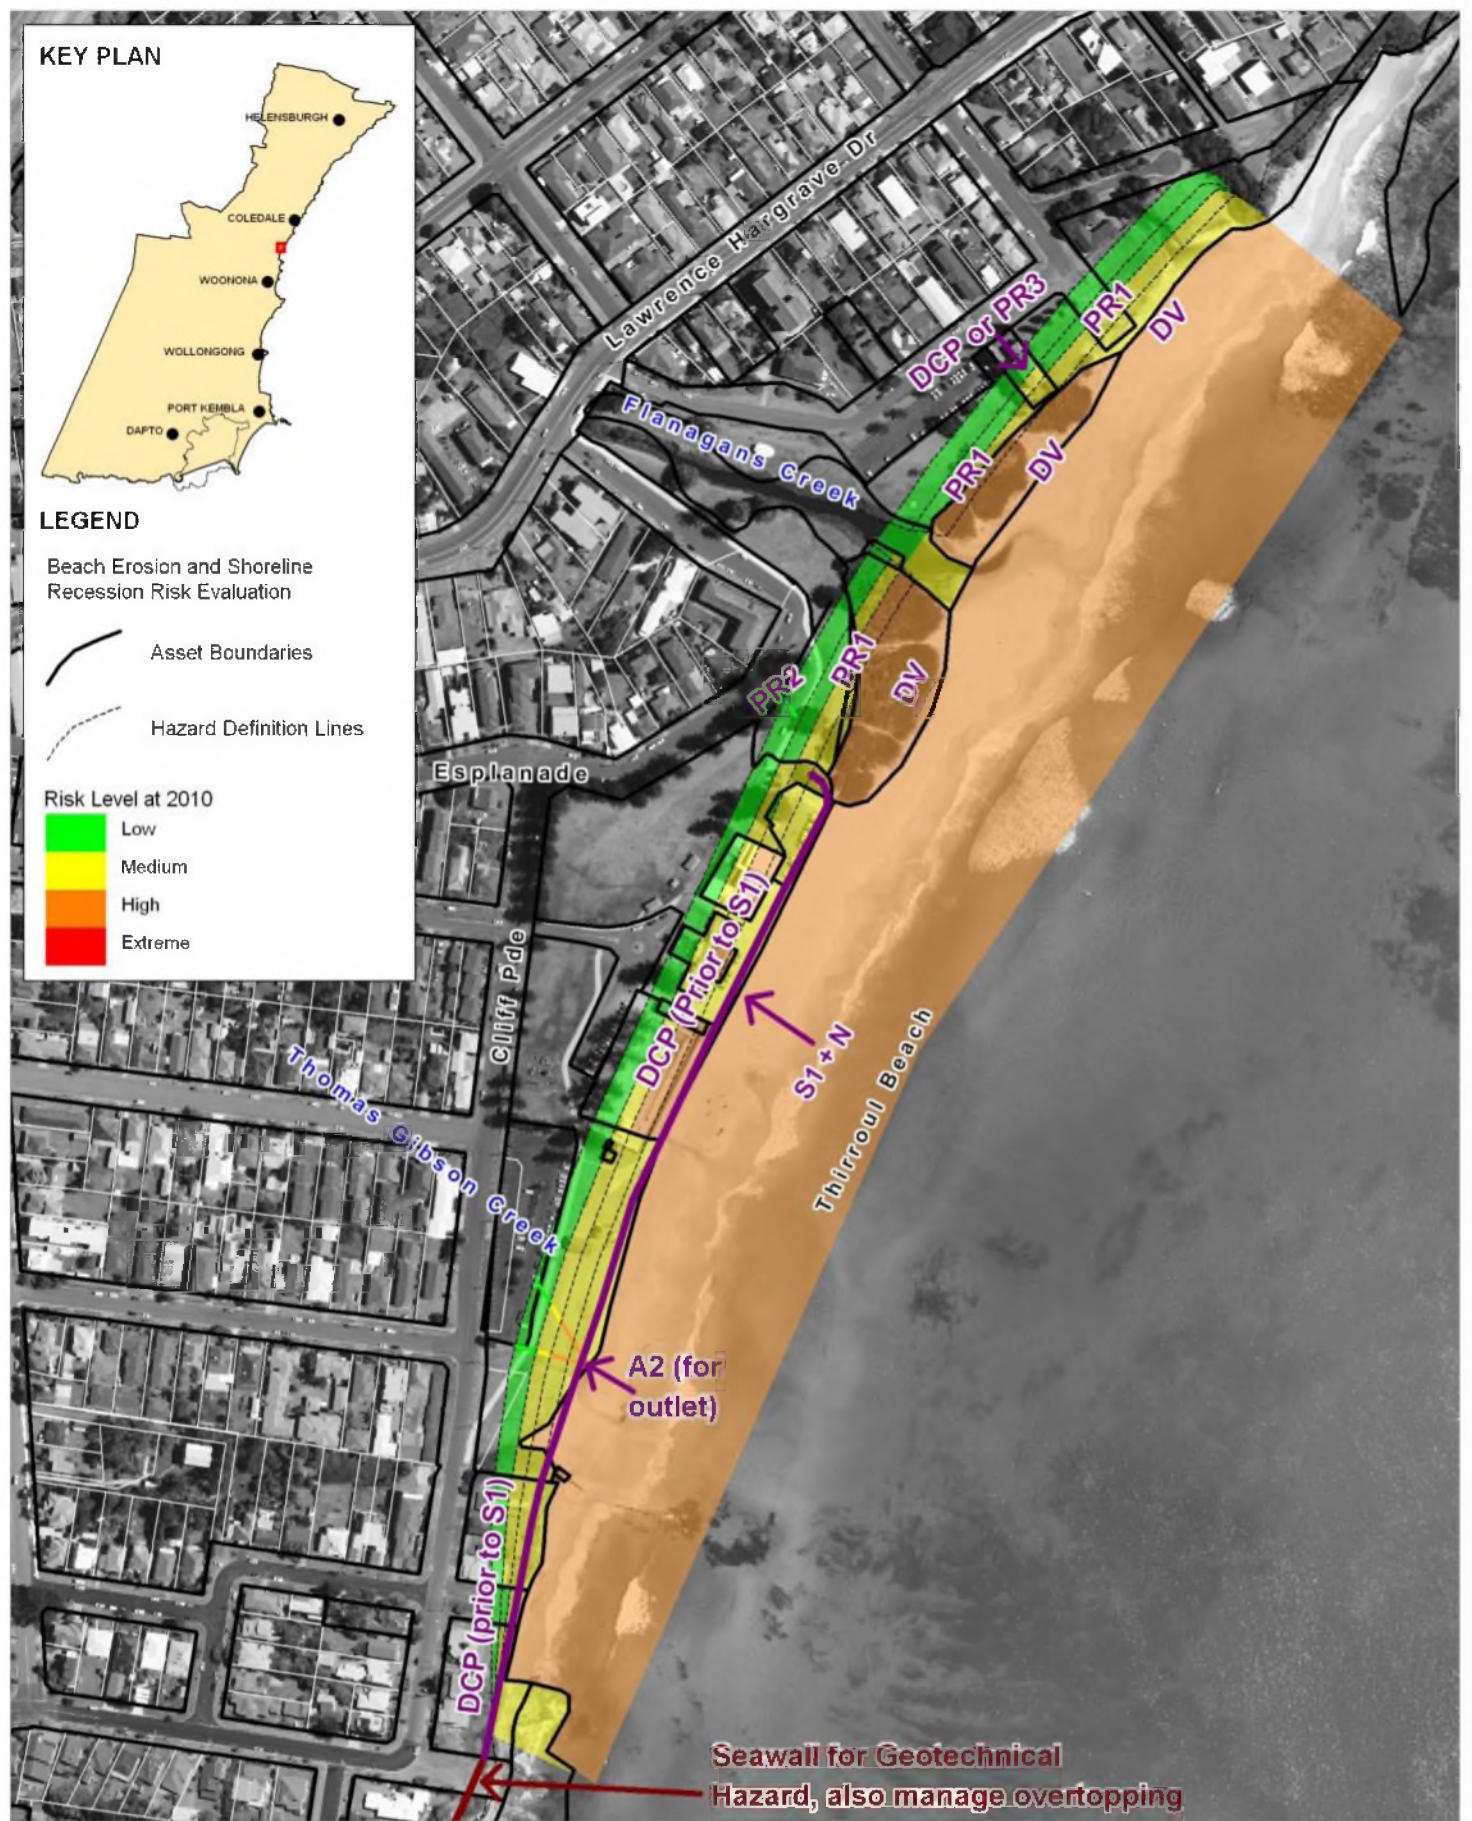 KEY PLAN
HELENSBURGH
COLEDALE
WOONONA
WOLLONGONG
PORT KEMBLA
DAPTO
LEGEND
Beach Erosion and Shoreline
Recession Risk Evaluation
Asset Boundaries
Hazard Definition Lines
Risk Level at 2010
Low
Medium
High
Extreme
Lawrence Hargrave Dr
DCP or PR3
PR1
DV
Flanagans Creek
PR1
DV
PR2
PR1
DV
Esplanade
Cliff Pde
DCP (Prior to S1)
S1 + N
Thirroul Beach
Thomas Gibson Creek
A2 (for
outlet)
DCP (prior to S1)
Seawall for Geotechnical
Hazard, also manage overtopping